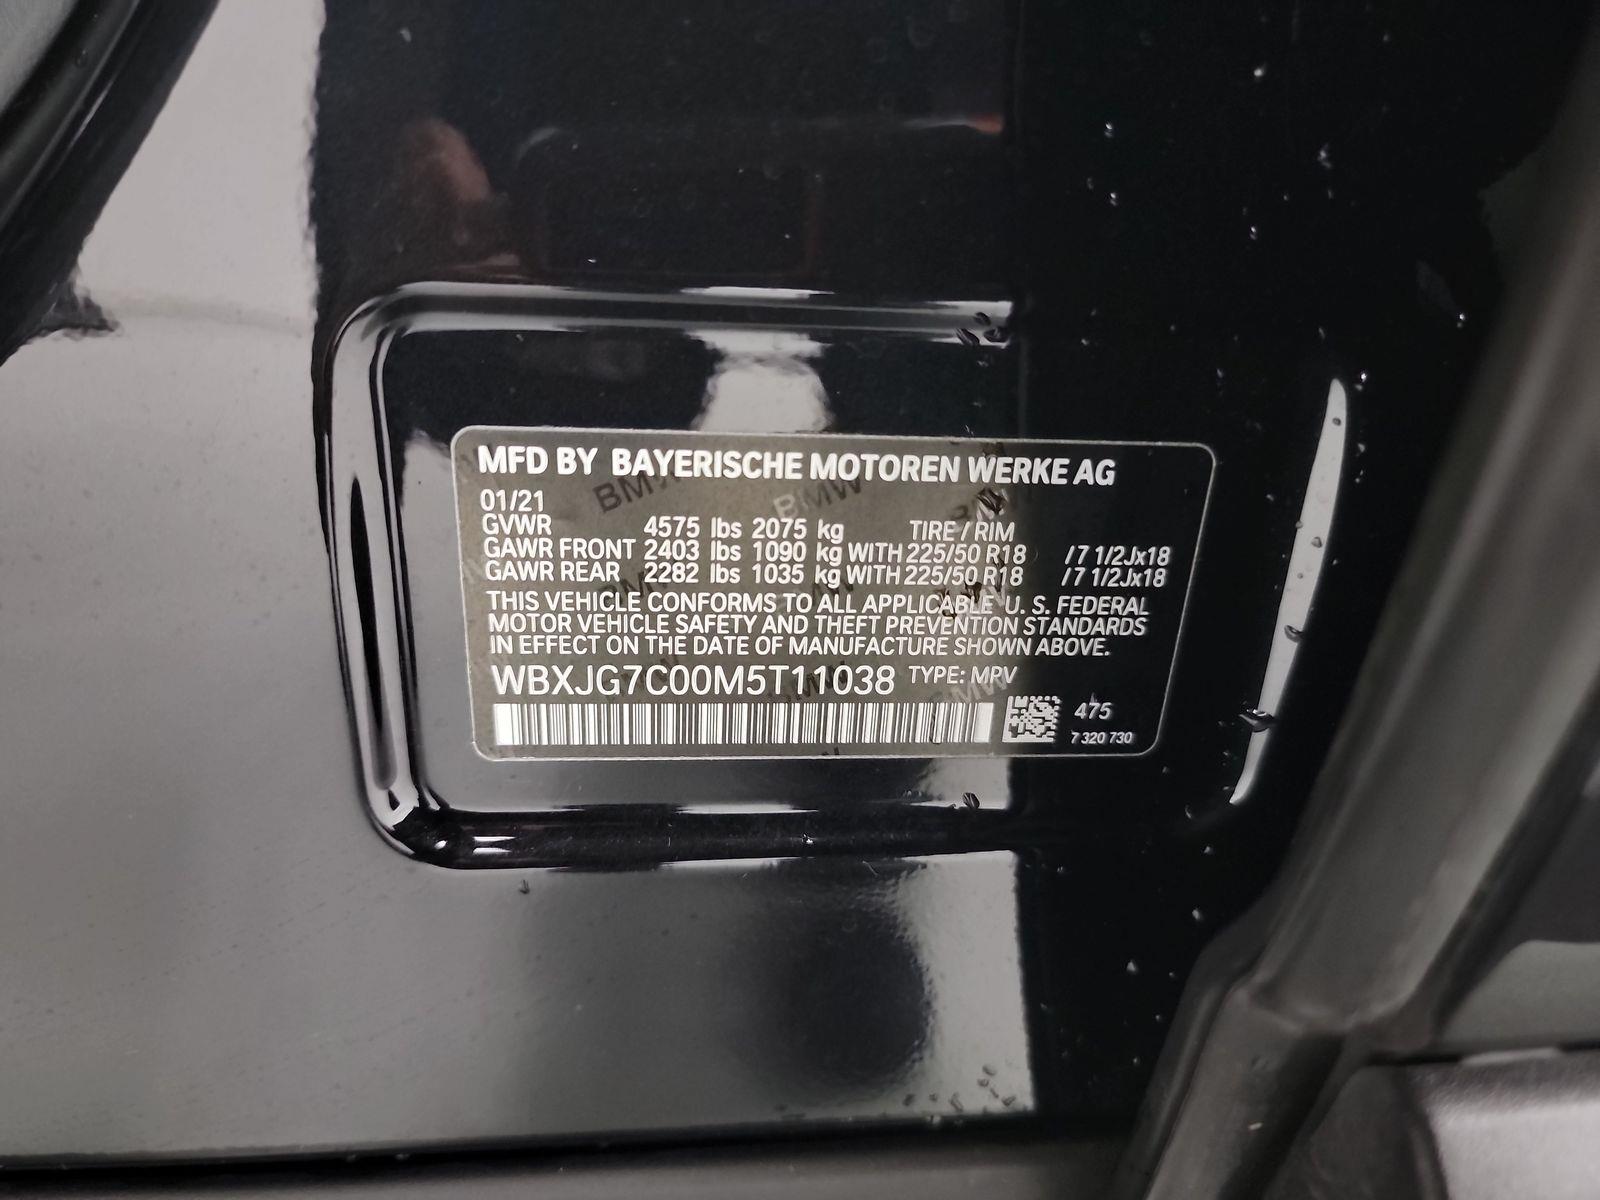 MFD BY BAYERISCHE MOTOREN WERKE AG
01/21
GVWR 4575 lbs 2075 kg TIRE / RIM
GAWR FRONT 2403 lbs 1090 kg WITH 225/50 R18 /7 1/2Jx18
GAWR REAR 2282 lbs 1035 kg WITH 225/50 R18 /7 1/2Jx18
THIS VEHICLE CONFORMS TO ALL APPLICABLE U. S. FEDERAL
MOTOR VEHICLE SAFETY AND THEFT PREVENTION STANDARDS
IN EFFECT ON THE DATE OF MANUFACTURE SHOWN ABOVE.
WBXJG7C00M5T11038 TYPE: MPV
475
7 320 730